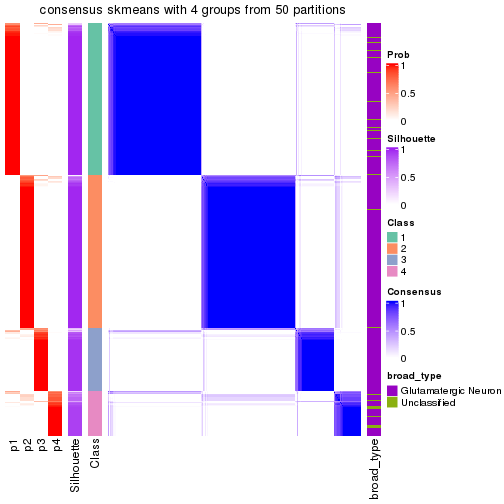 consensus skmeans with 4 groups from 50 partitions
Prob
1
0.5
0
Silhouette
1
0.5
0
Class
1
2
3
4
Consensus
1
0.5
0
broad_type
Glutamatergic Neuron
Unclassified
p1
p2
p3
p4
Silhouette
Class
broad_type